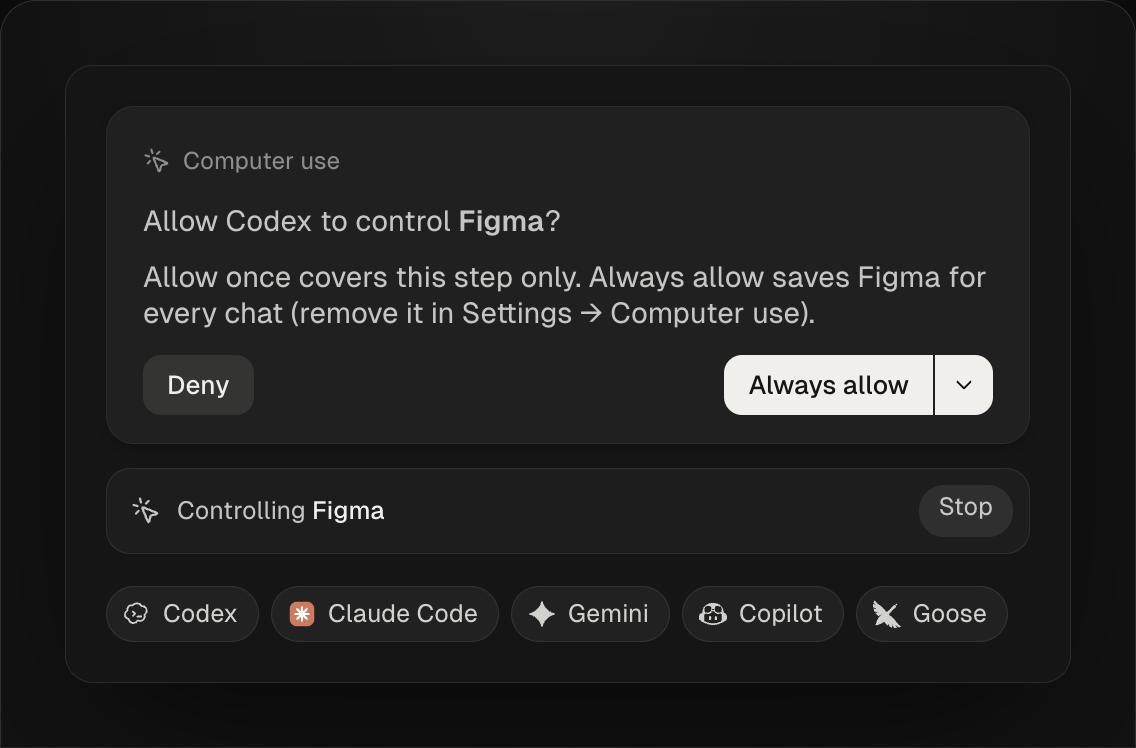 Computer use
Allow Codex to control Figma?
Allow once covers this step only. Always allow saves Figma for
every chat (remove it in Settings → Computer use).
Deny
Always allow
Controlling Figma
Stop
Codex
Claude Code
Gemini
Copilot
Goose